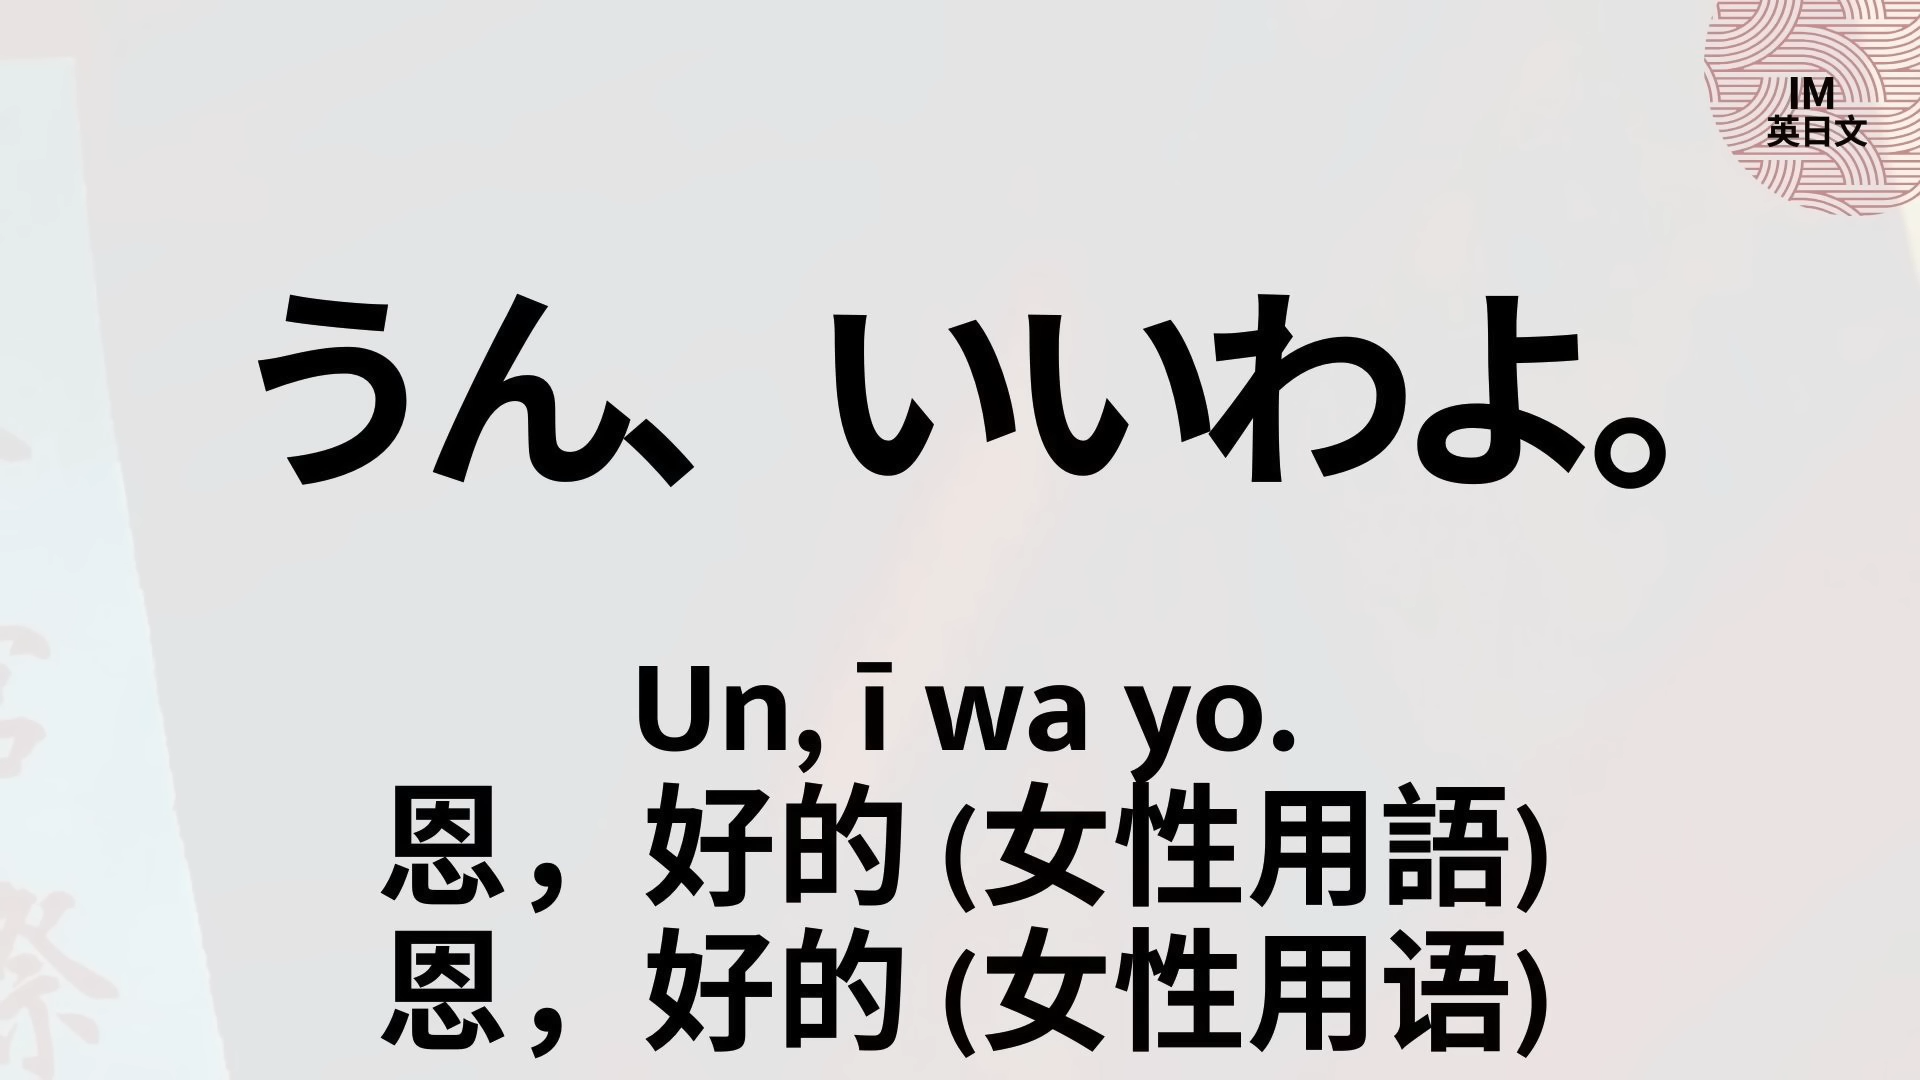 IM
英日文
うん、いいわよ。
Un, ī wa yo.
恩，好的 (女性用語)
恩，好的 (女性用语)